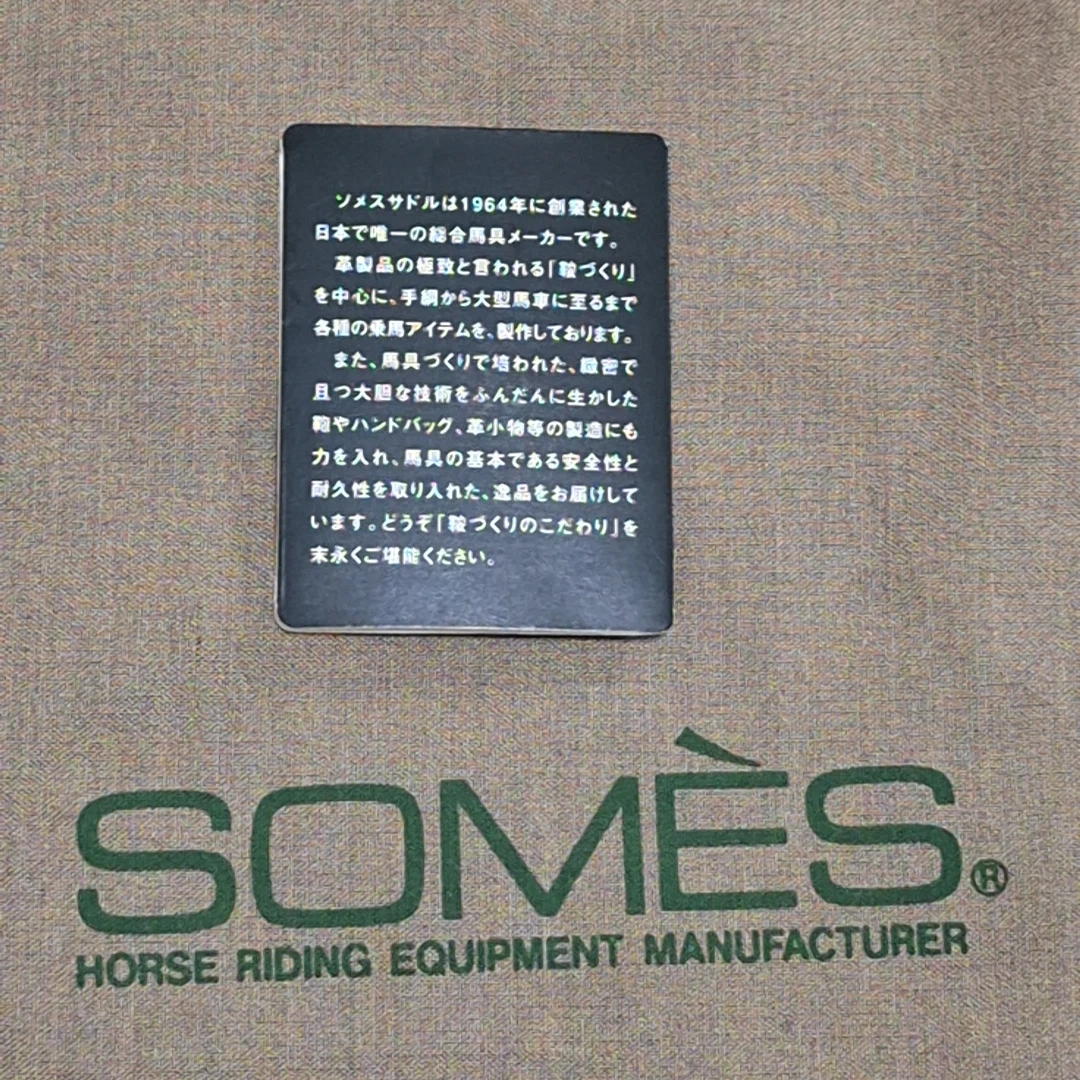 ソメスサドルは1964年に創業された
日本で唯一の総合馬具メーカーです。
革製品の極致と言われる「鞍づくり」
を中心に、手綱から大型馬車に至るまで
各種の乗馬アイテムを、製作しております。
また、馬具づくりで培われた、緻密で
且つ大胆な技術をふんだんに生かした
鞄やハンドバッグ、革小物等の製造にも
力を入れ、馬具の基本である安全性と
耐久性を取り入れた、逸品をお届けして
います。どうぞ「鞍づくりのこだわり」を
末永くご堪能ください。
SOMÈS®
HORSE RIDING EQUIPMENT MANUFACTURER